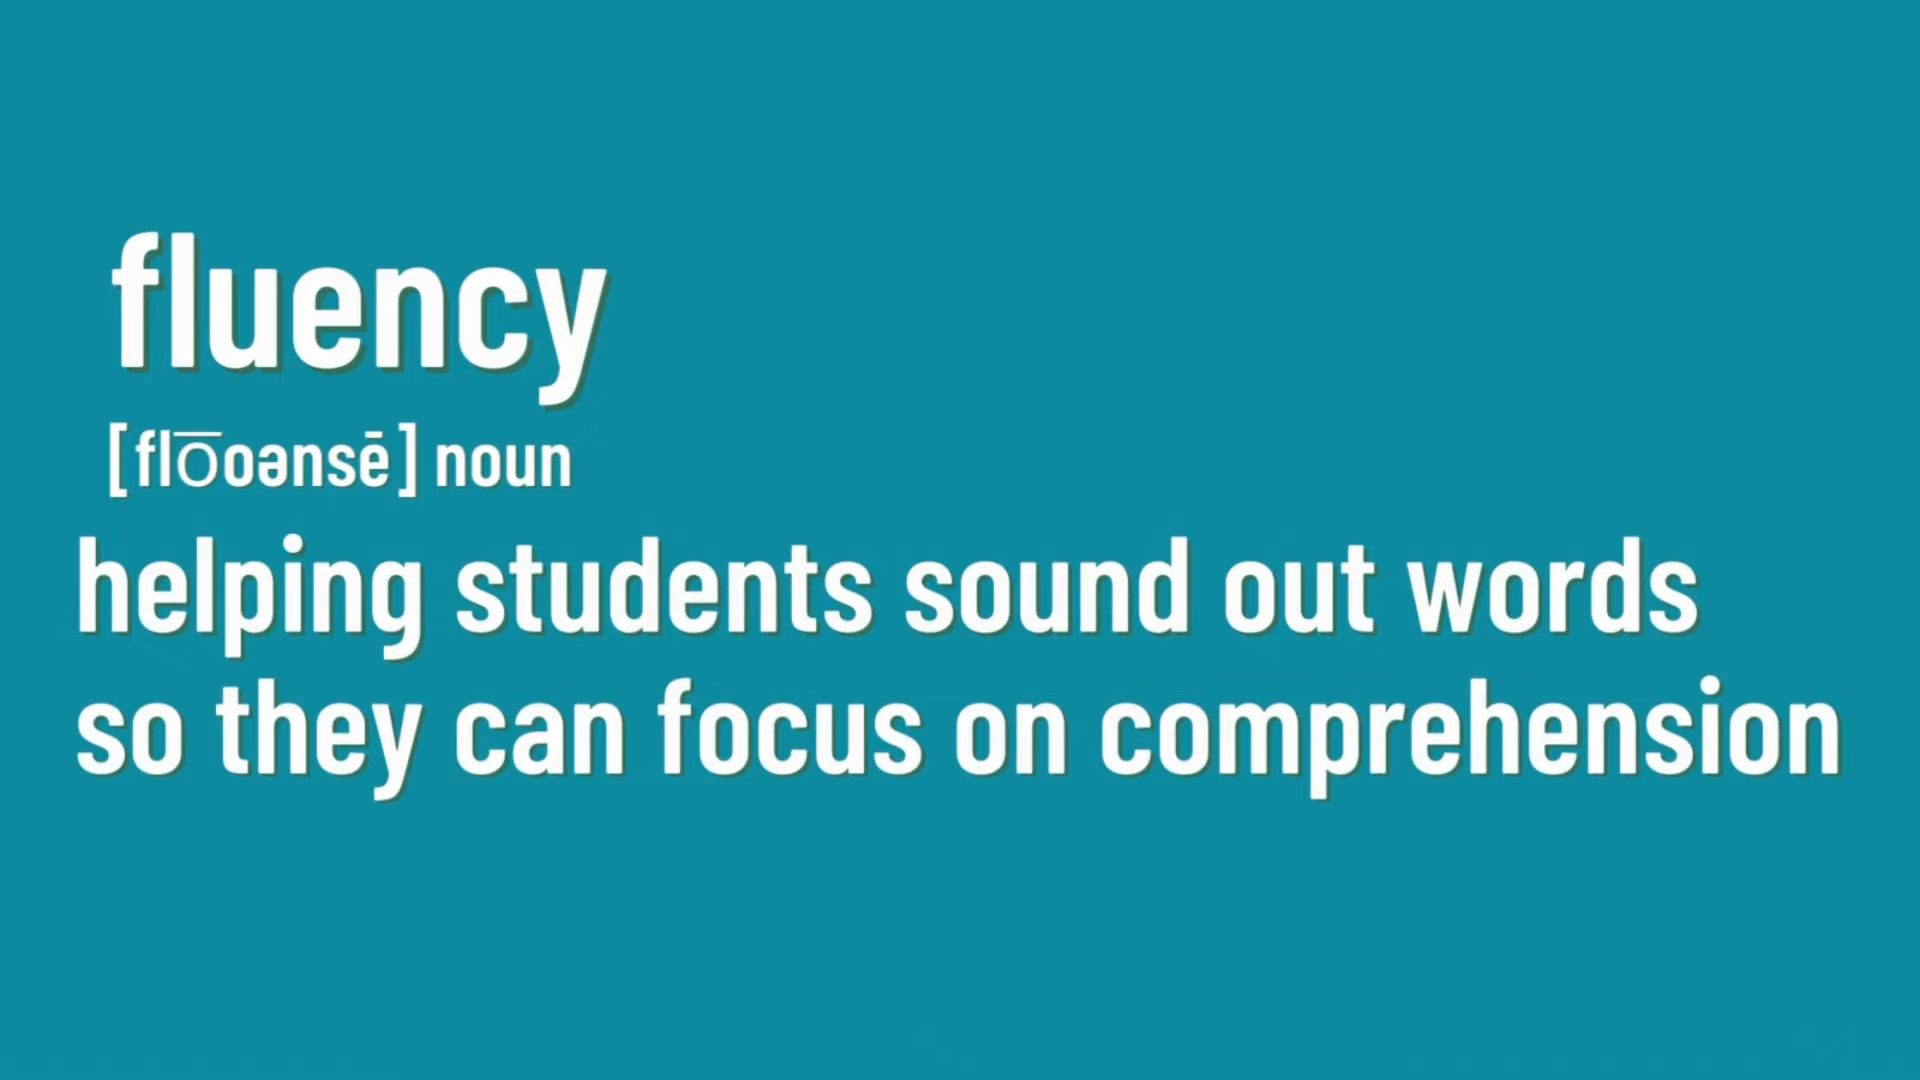 fluency
[flo͞oənsē] noun
helping students sound out words
so they can focus on comprehension